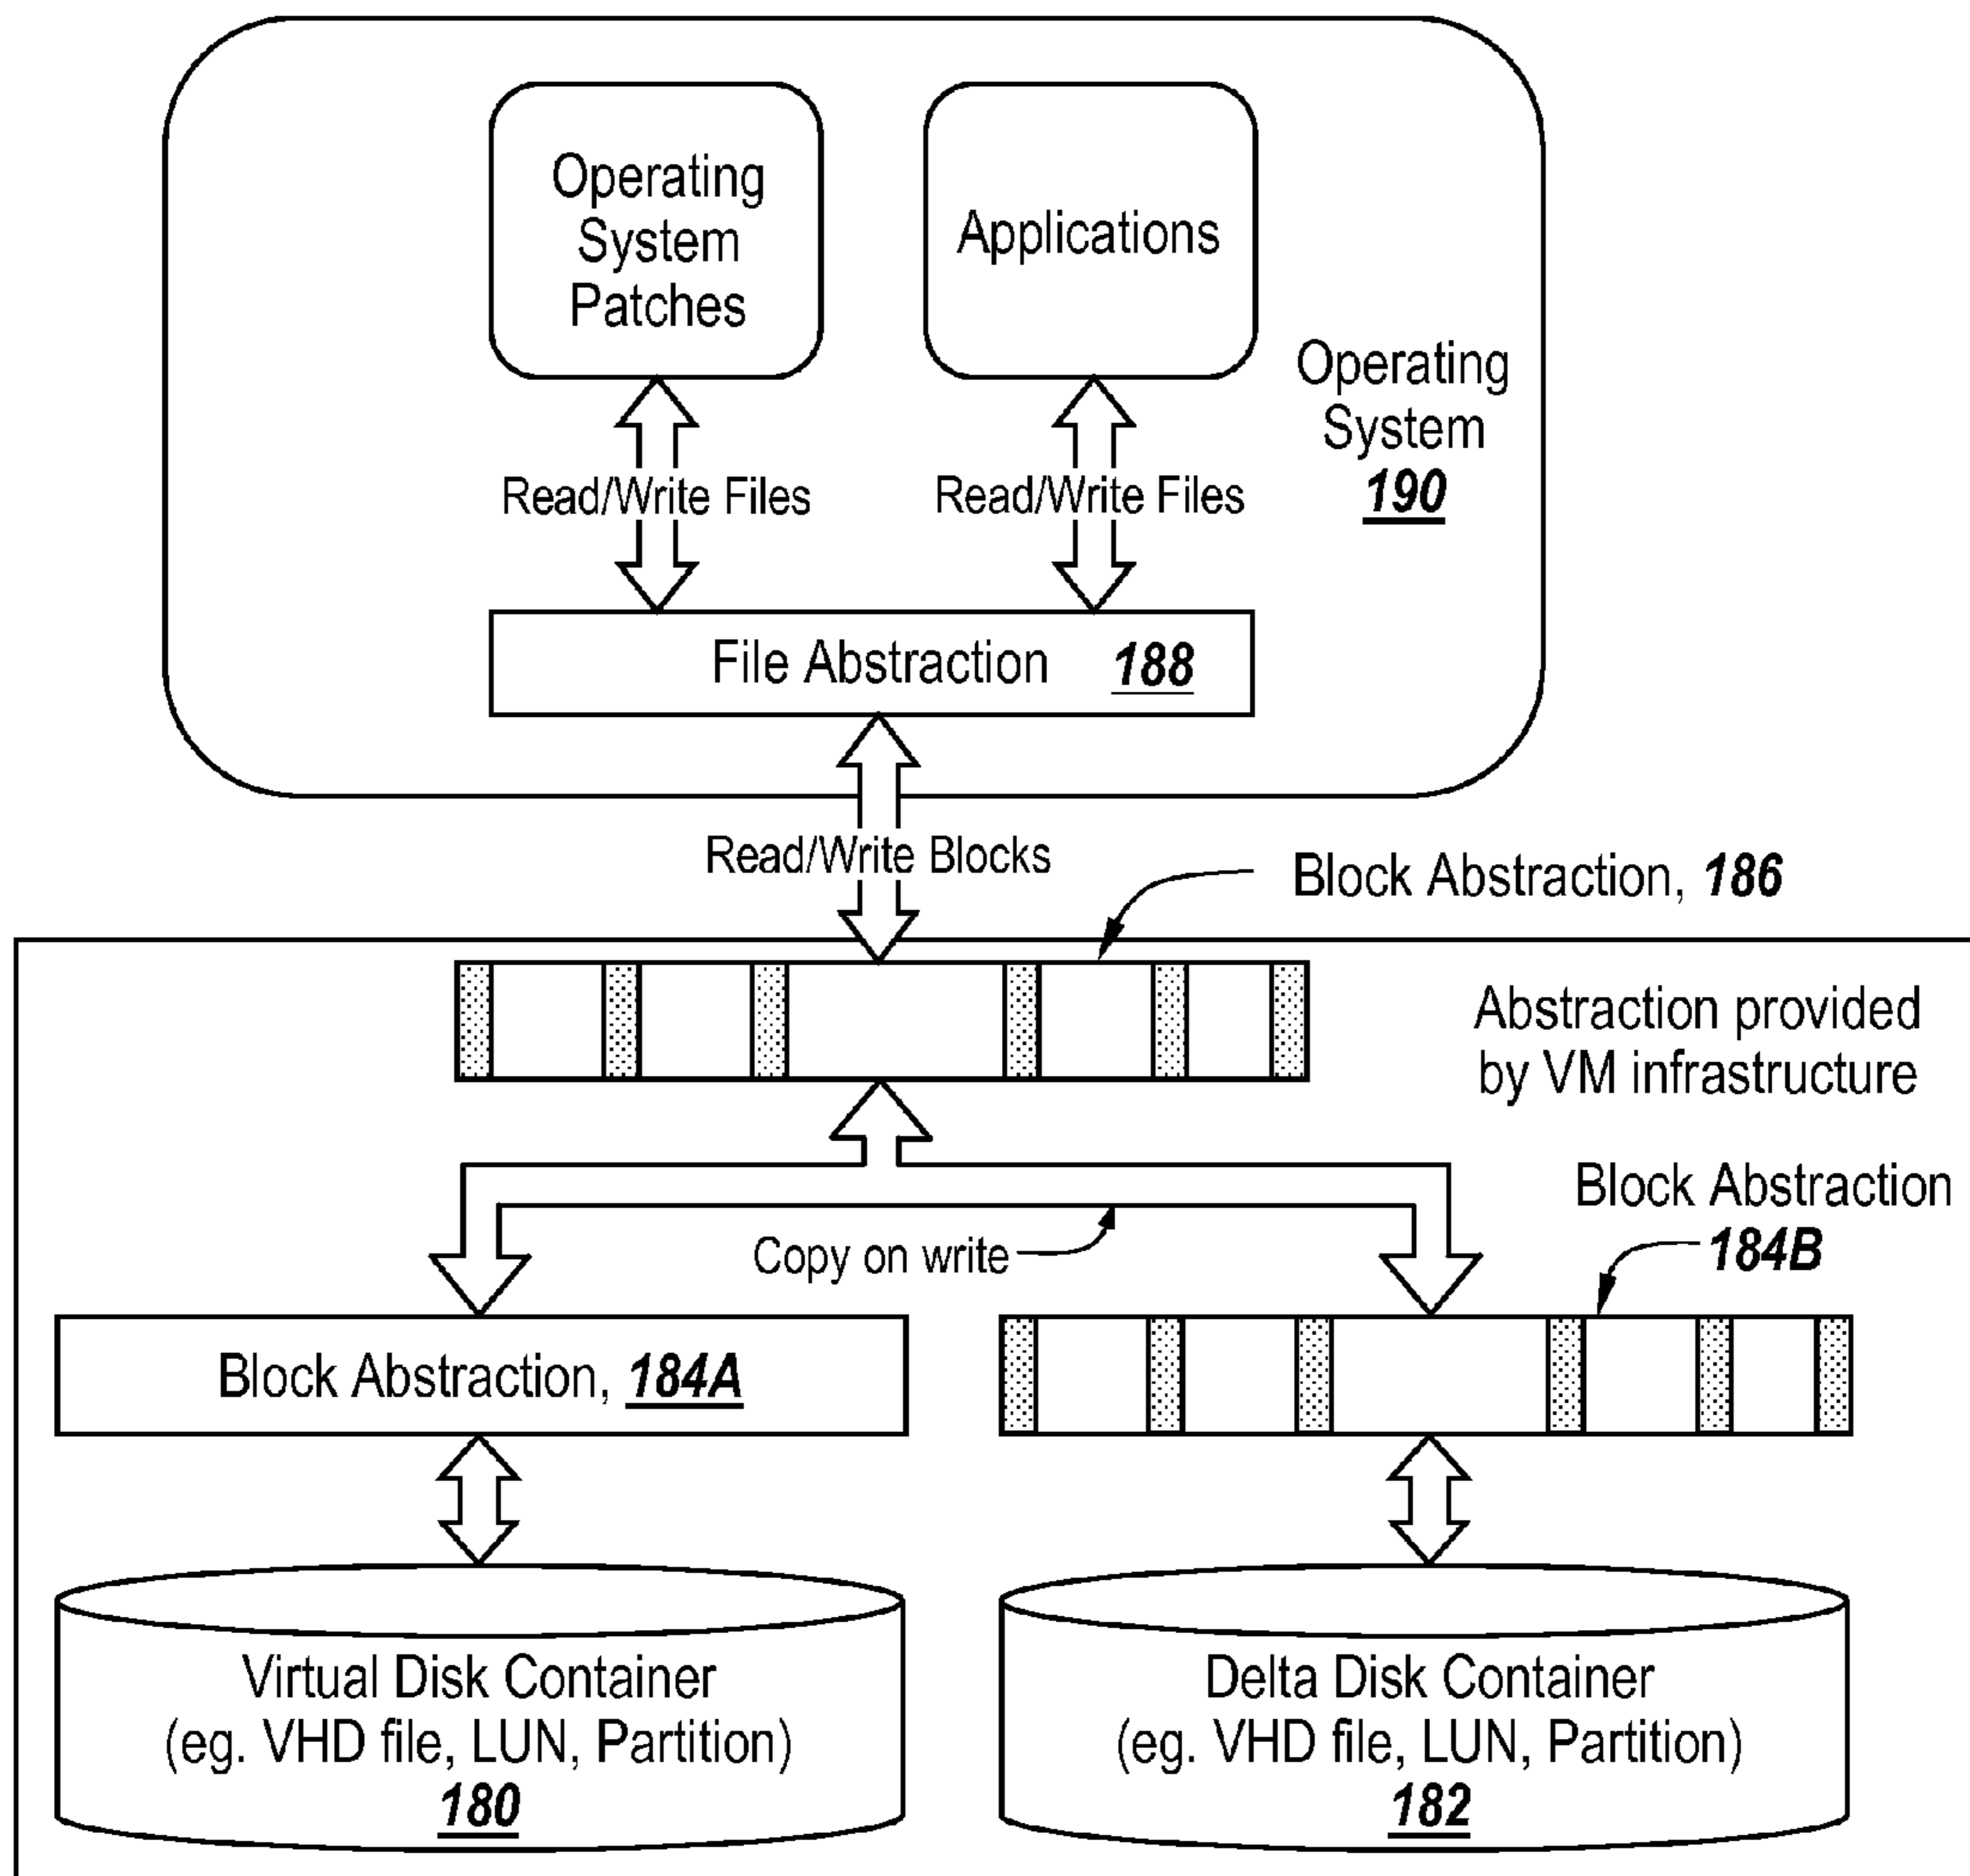 Operating
System
Patches
Applications
Operating
System
190
Read/Write Files
Read/Write Files
File Abstraction 188
Read/Write Blocks
Block Abstraction, 186
Abstraction provided
by VM infrastructure
Block Abstraction
184B
Copy on write
Block Abstraction, 184A
Virtual Disk Container
(eg. VHD file, LUN, Partition)
180
Delta Disk Container
(eg. VHD file, LUN, Partition)
182